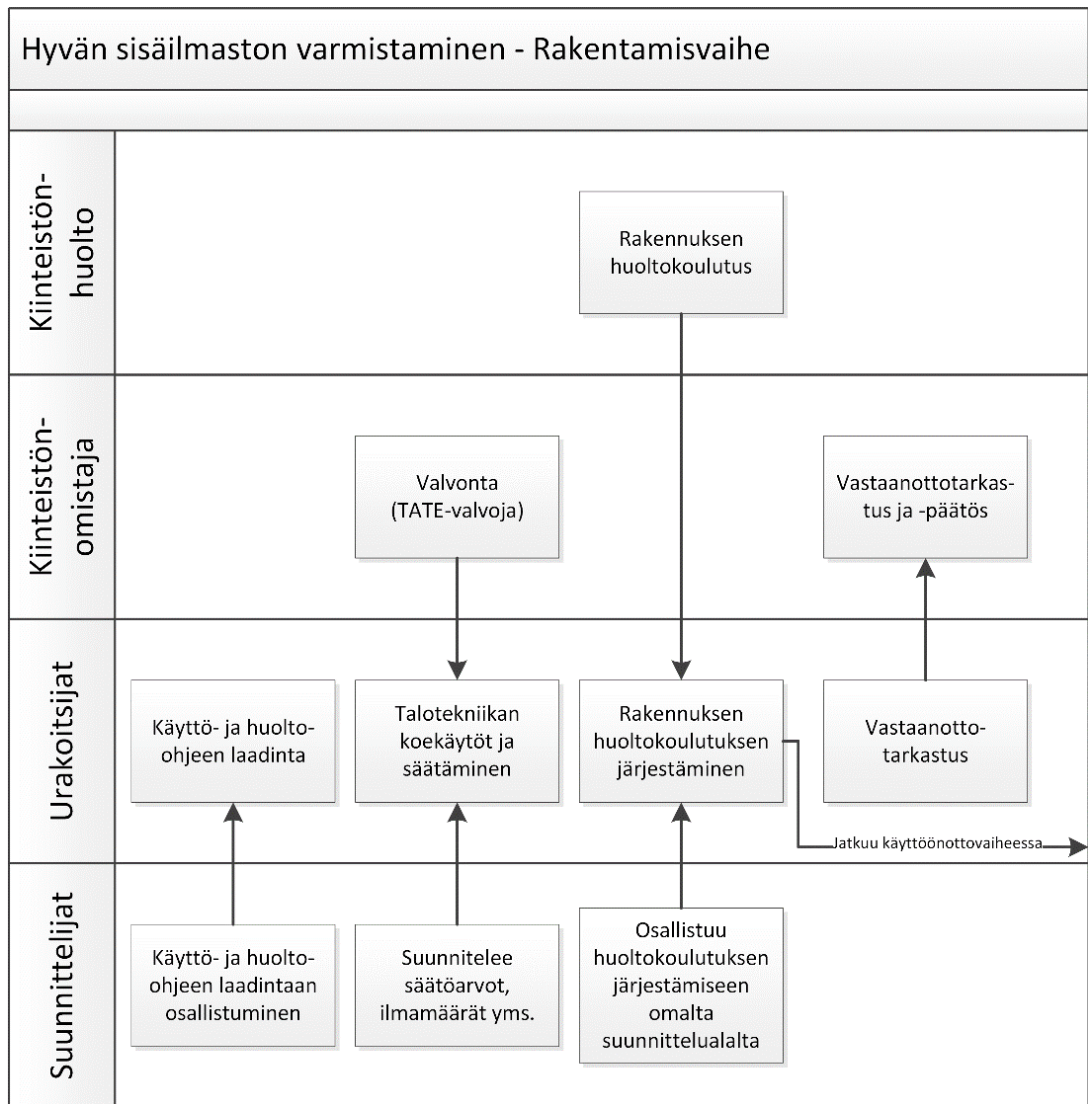 Hyvän sisäilmaston varmistaminen - Rakentamisvaihe
Kiinteistön-
huolto
Rakennuksen
huoltokoulutus
Kiinteistön-
omistaja
Valvonta
(TATE-valvoja)
Vastaanottotarkas-
tus ja -päätös
Urakoitsijat
Käyttö- ja huolto-
ohjeen laadinta
Talotekniikan
koekäytöt ja
säätäminen
Rakennuksen
huoltokoulutuksen
järjestäminen
Vastaanotto-
tarkastus
Jatkuu käyttöönottovaiheessa
Suunnittelijat
Käyttö- ja huolto-
ohjeen laadintaan
osallistuminen
Suunnitelee
säätöarvot,
ilmamäärät yms.
Osallistuu
huoltokoulutuksen
järjestämiseen
omalta
suunnittelualalta